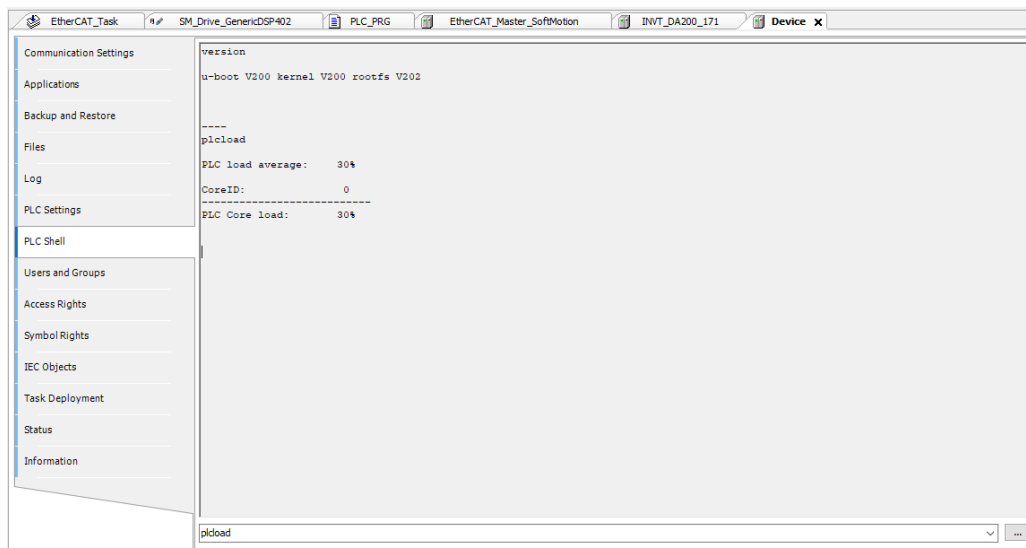 EtherCAT_Task SM_Drive_GenericDSP402 PLC_PRG EtherCAT_Master_SoftMotion INVT_DA200_171 Device
Communication Settings
Applications
Backup and Restore
Files
Log
PLC Settings
PLC Shell
Users and Groups
Access Rights
Symbol Rights
IEC Objects
Task Deployment
Status
Information
version
u-boot V200 kernel V200 rootfs V202
----
plcload
PLC load average: 30%
CoreID: 0
---------------------------
PLC Core load: 30%
plcload
...